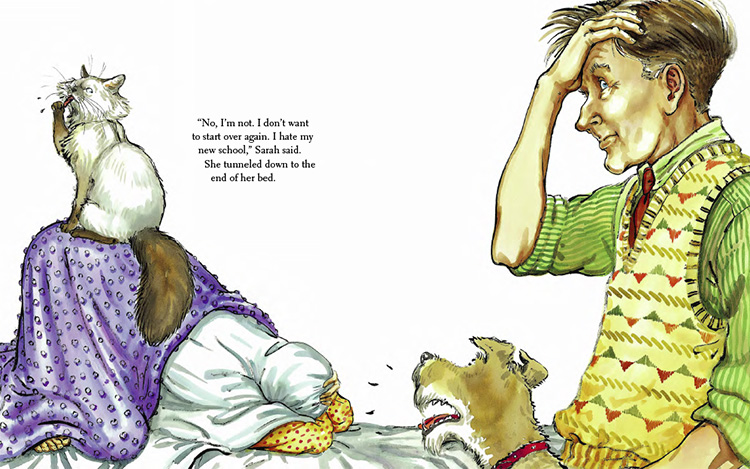 “No, I’m not. I don’t want
to start over again. I hate my
new school,” Sarah said.
She tunneled down to the
end of her bed.